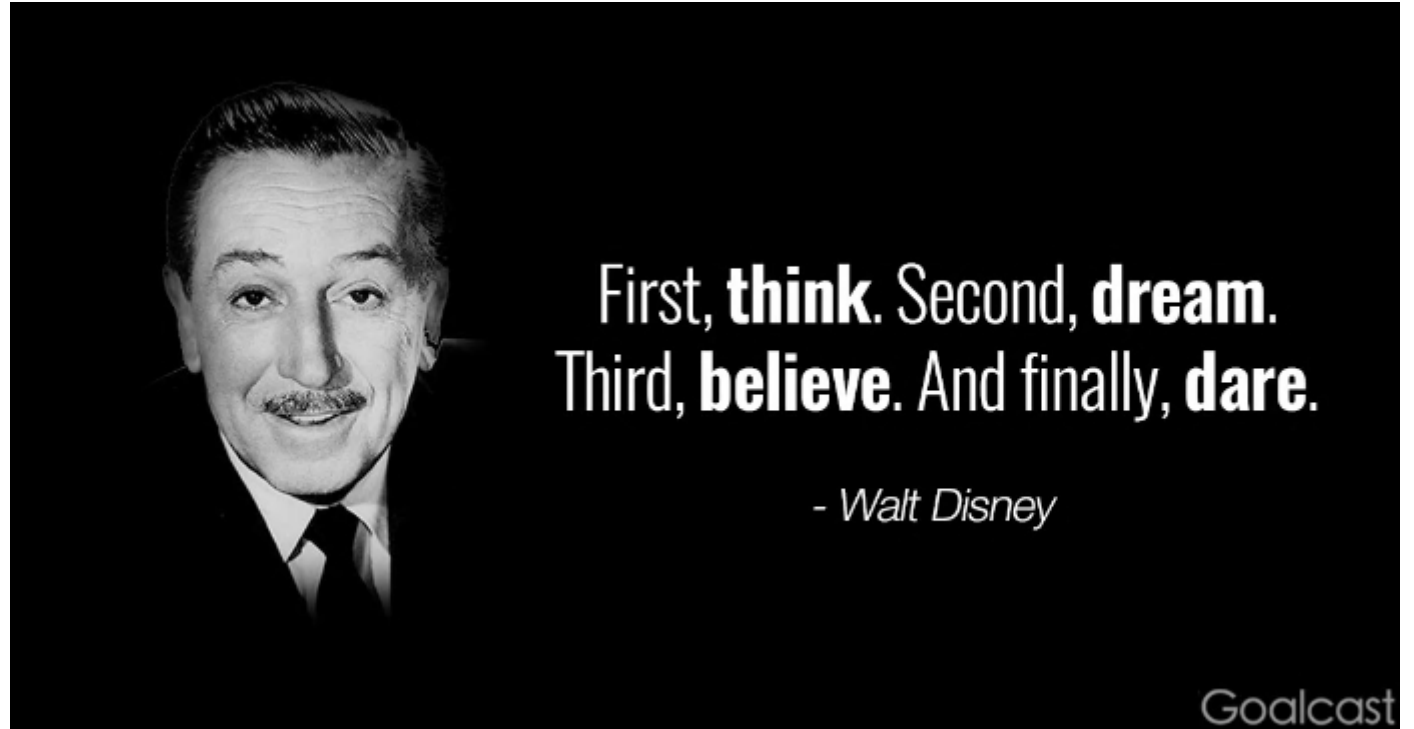 First, think. Second, dream.
Third, believe. And finally, dare.
- Walt Disney
Goalcast